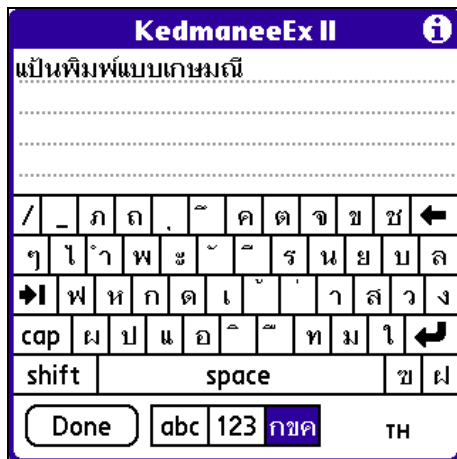 KedmaneeEx II
แป้นพิมพ์แบบเกษมณี
/ _ ภ ถ ุ ึ ค ต จ ข ช
ๆ ไ ำ พ ะ ั ี ร น ย บ ล
ฟ ห ก ด เ ้ ่ า ส ว ง
cap ผ ป แ อ ิ ื ท ม ใ
shift space ฃ ฝ
Done abc 123 กขค TH